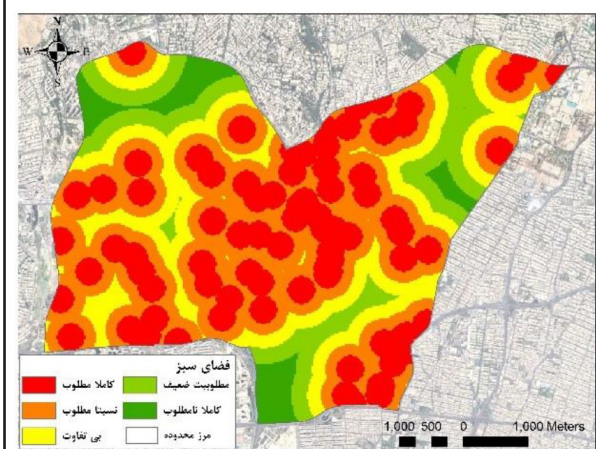 N
W E
S
فضای سبز
کاملا مطلوب
مطلوبیت ضعیف
نسبتا مطلوب
کاملا نامطلوب
بی تفاوت
مرز محدوده
1,000 500 0 1,000 Meters